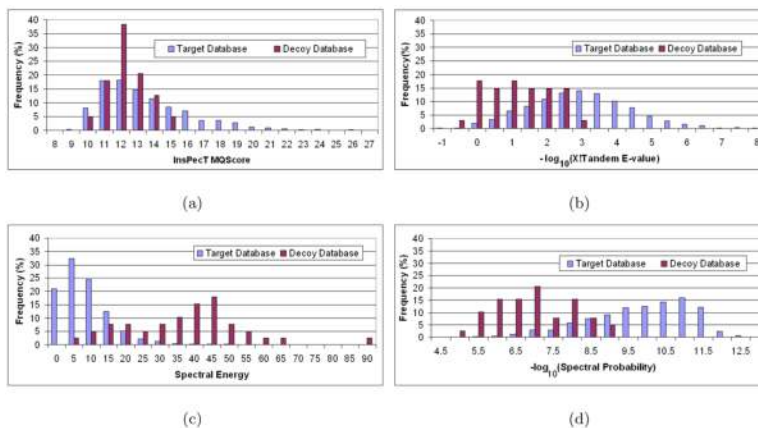 40
35
30
25
20
15
10
5
0
Frequency (%)
Target Database Decoy Database
8 9 10 11 12 13 14 15 16 17 18 19 20 21 22 23 24 25 26 27
InsPecT MQScore
(a)
40
35
30
25
20
15
10
5
0
Frequency(%)
Target Database Decoy Database
-1 0 1 2 3 4 5 6 7 8
-log10(X!Tandem E-value)
(b)
40
35
30
25
20
15
10
5
0
Frequency (%)
Target Database Decoy Database
0 5 10 15 20 25 30 35 40 45 50 55 60 65 70 75 80 85 90
Spectral Energy
(c)
40
35
30
25
20
15
10
5
0
Frequency (%)
Target Database Decoy Database
4.5 5.5 6.5 7.5 8.5 9.5 10.5 11.5 12.5
-log10(Spectral Probability)
(d)